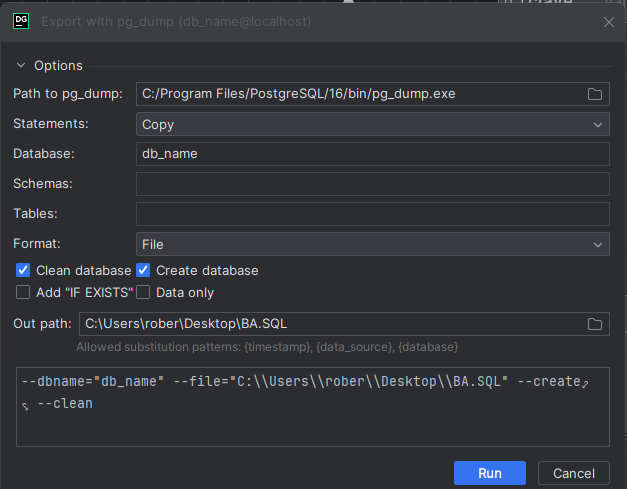 DG Export with pg_dump (db_name@localhost)
Options
Path to pg_dump: C:/Program Files/PostgreSQL/16/bin/pg_dump.exe
Statements: Copy
Database: db_name
Schemas:
Tables:
Format: File
Clean database Create database
Add "IF EXISTS" Data only
Out path: C:\Users\rober\Desktop\BA.SQL
Allowed substitution patterns: {timestamp}, {data_source}, {database}
--dbname="db_name" --file="C:\\Users\\rober\\Desktop\\BA.SQL" --create
--clean
Run Cancel